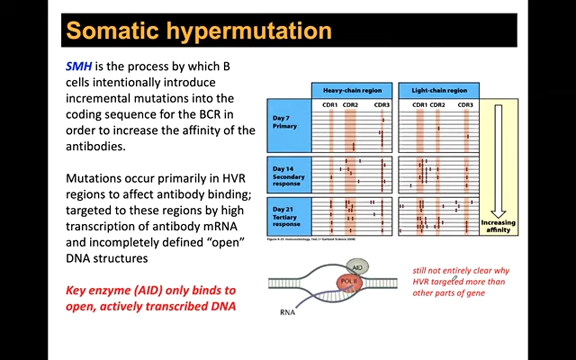 Somatic hypermutation
SMH is the process by which B
cells intentionally introduce
incremental mutations into the
coding sequence for the BCR in
order to increase the affinity of the
antibodies.
Mutations occur primarily in HVR
regions to affect antibody binding;
targeted to these regions by high
transcription of antibody mRNA
and incompletely defined "open"
DNA structures
Key enzyme (AID) only binds to
open, actively transcribed DNA
Heavy-chain region
Light-chain region
CDR1 CDR2 CDR3
CDR1 CDR2 CDR3
Day 7
Primary
Day 14
Secondary
response
Day 21
Tertiary
response
Increasing
affinity
AID
POL II
RNA
still not entirely clear why
HVR targeted more than
other parts of gene